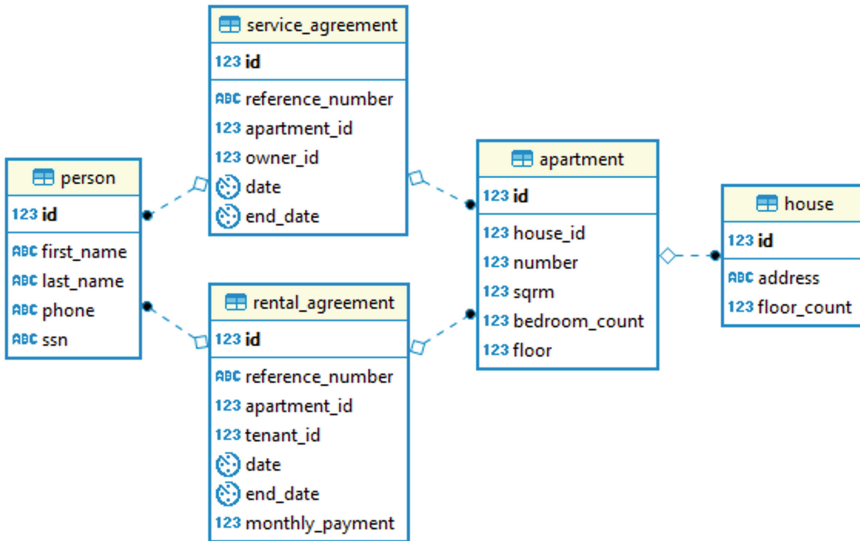 service_agreement
123 id
ABC reference_number
123 apartment_id
123 owner_id
date
end_date
person
123 id
ABC first_name
ABC last_name
ABC phone
ABC ssn
rental_agreement
123 id
ABC reference_number
123 apartment_id
123 tenant_id
date
end_date
123 monthly_payment
apartment
123 id
123 house_id
123 number
123 sqrm
123 bedroom_count
123 floor
house
123 id
ABC address
123 floor_count